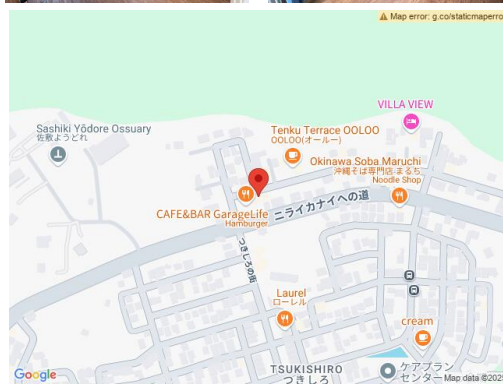 Map error: g.co/staticmaperro
VILLA VIEW
Sashiki Yōdore Ossuary
佐敷ようどれ
Tenku Terrace OOLOO
OOLOO(オールー)
Okinawa Soba Maruchi
沖縄そば専門店 まるち
Noodle Shop
CAFE&BAR GarageLife
Hamburger
ニライカナイへの道
つきしろの街
Laurel
ローレル
cream
TSUKISHIRO
つきしろ
ケアプラン
センター
Google
Map data ©202